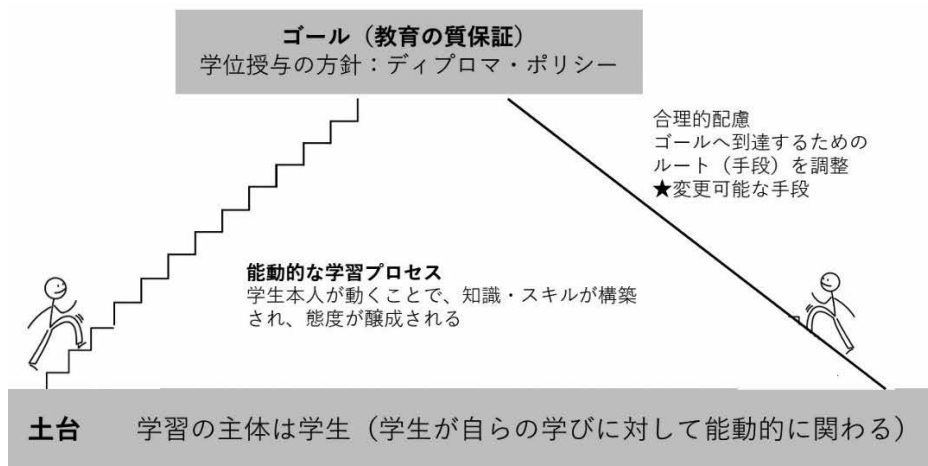 ゴール（教育の質保証）
学位授与の方針：ディプロマ・ポリシー
合理的配慮
ゴールへ到達するための
ルート（手段）を調整
★変更可能な手段
能動的な学習プロセス
学生本人が動くことで、知識・スキルが構築
され、態度が醸成される
土台　学習の主体は学生（学生が自らの学びに対して能動的に関わる）